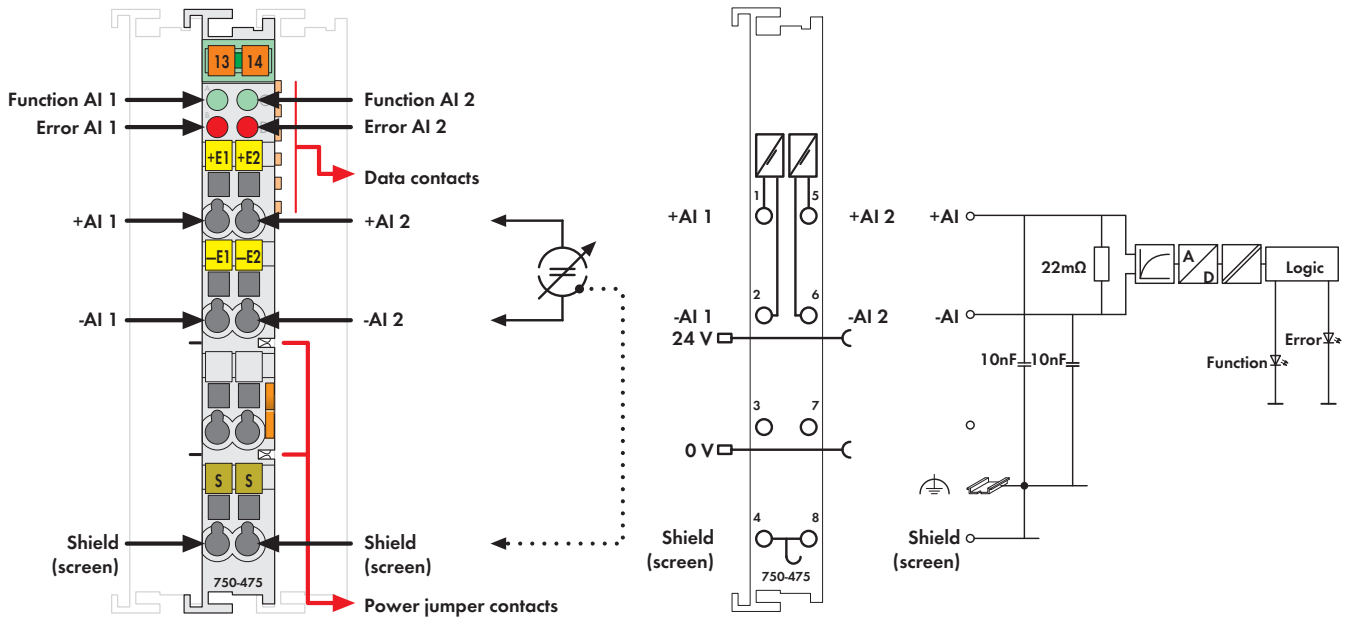 13 14
A C
Function AI 1
Function AI 2
B
Error AI 1
Error AI 2
+E1 +E2
Data contacts
+AI 1
+AI 2
–E1 –E2
-AI 1
-AI 2
S S
Shield
(screen)
Shield
(screen)
750-475
Power jumper contacts
1 5
+AI 1
+AI 2
2 6
-AI 1
-AI 2
24 V
3 7
0 V
4 8
Shield
(screen)
750-475
+AI
22mΩ
A
D
Logic
-AI
10nF 10nF
Function
Error
Shield
(screen)